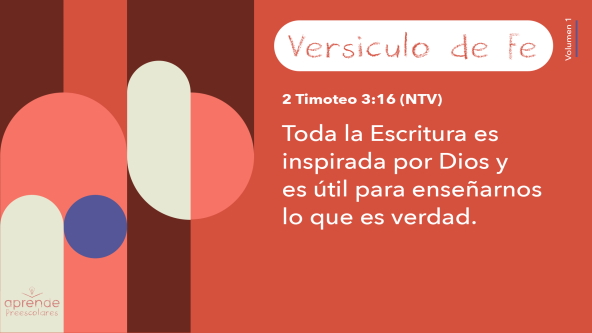 Versiculo de Fe
Volumen 1
2 Timoteo 3:16 (NTV)
Toda la Escritura es
inspirada por Dios y
es útil para enseñarnos
lo que es verdad.
aprende
Preescolares